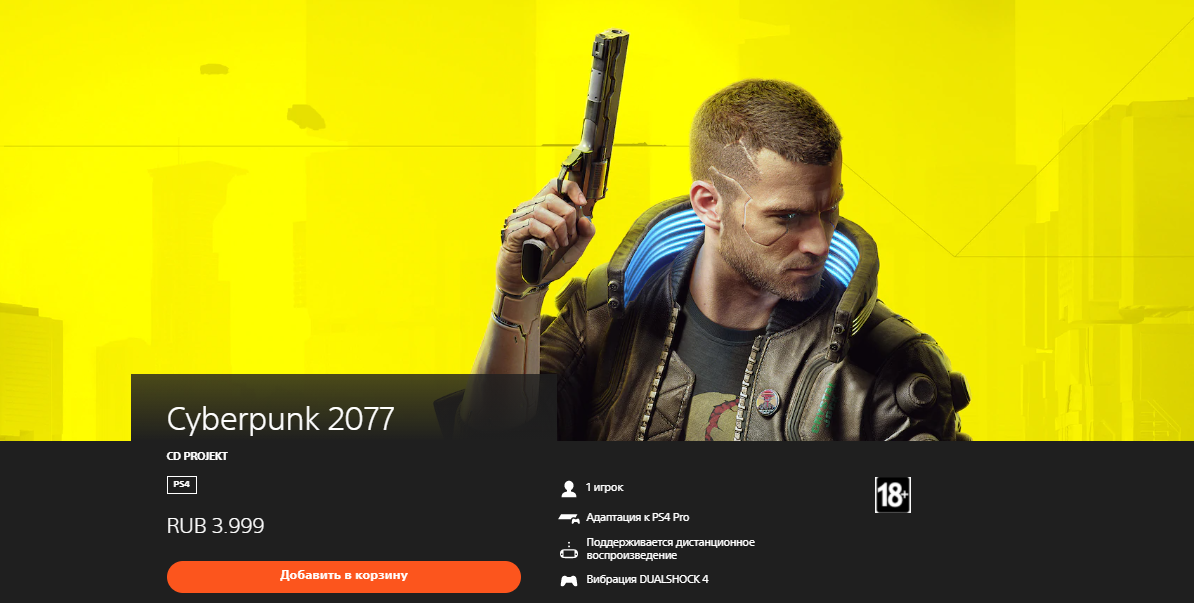 Cyberpunk 2077
CD PROJEKT
PS4
RUB 3.999
Добавить в корзину
1 игрок
Адаптация к PS4 Pro
Поддерживается дистанционное
воспроизведение
Вибрация DUALSHOCK 4
18+